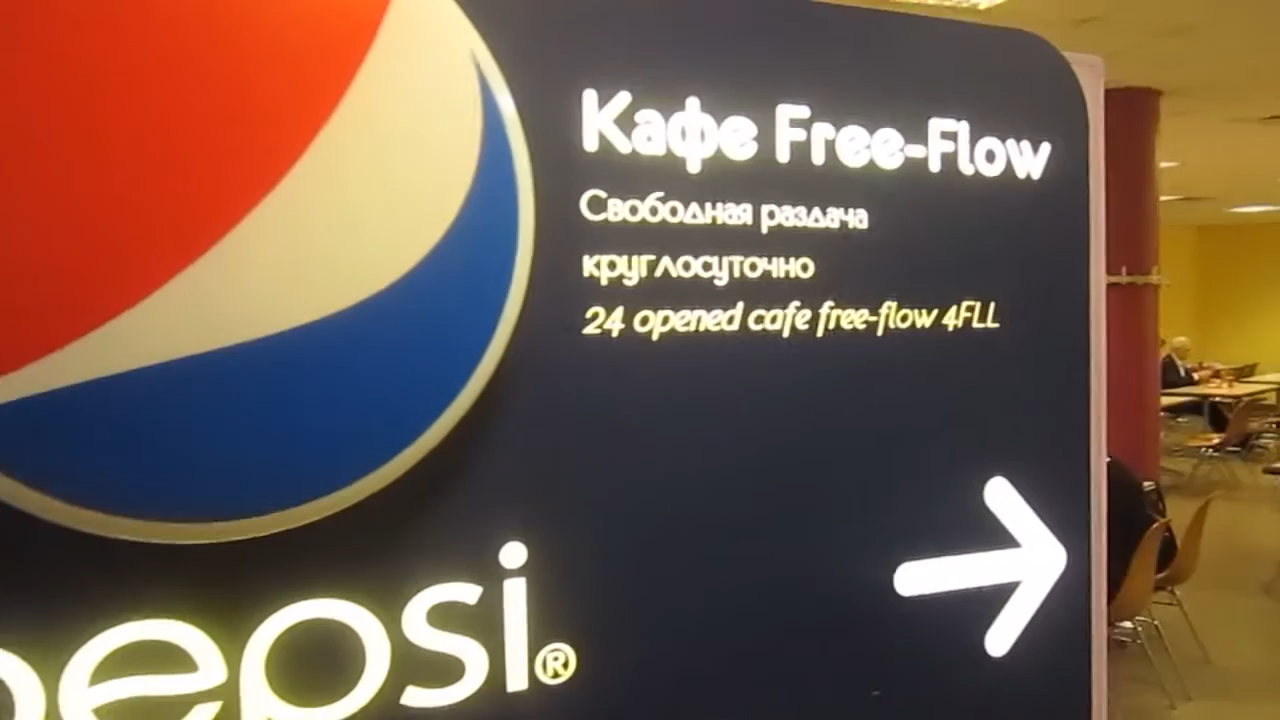 Кафе Free-Flow
Свободная раздача
круглосуточно
24 opened cafe free-flow 4FLL
pepsi®